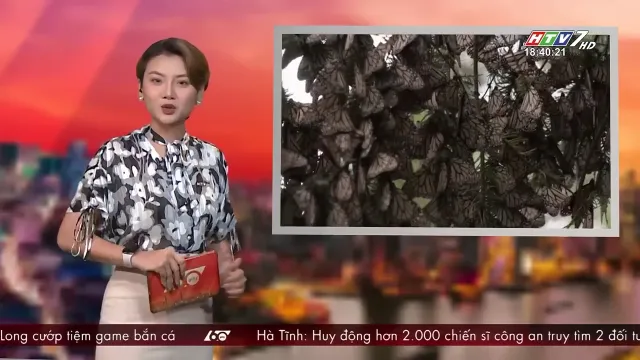 HTV7 HD
18:40:21
Long cướp tiệm game bắn cá 60 Hà Tĩnh: Huy động hơn 2.000 chiến sĩ công an truy tìm 2 đối tư